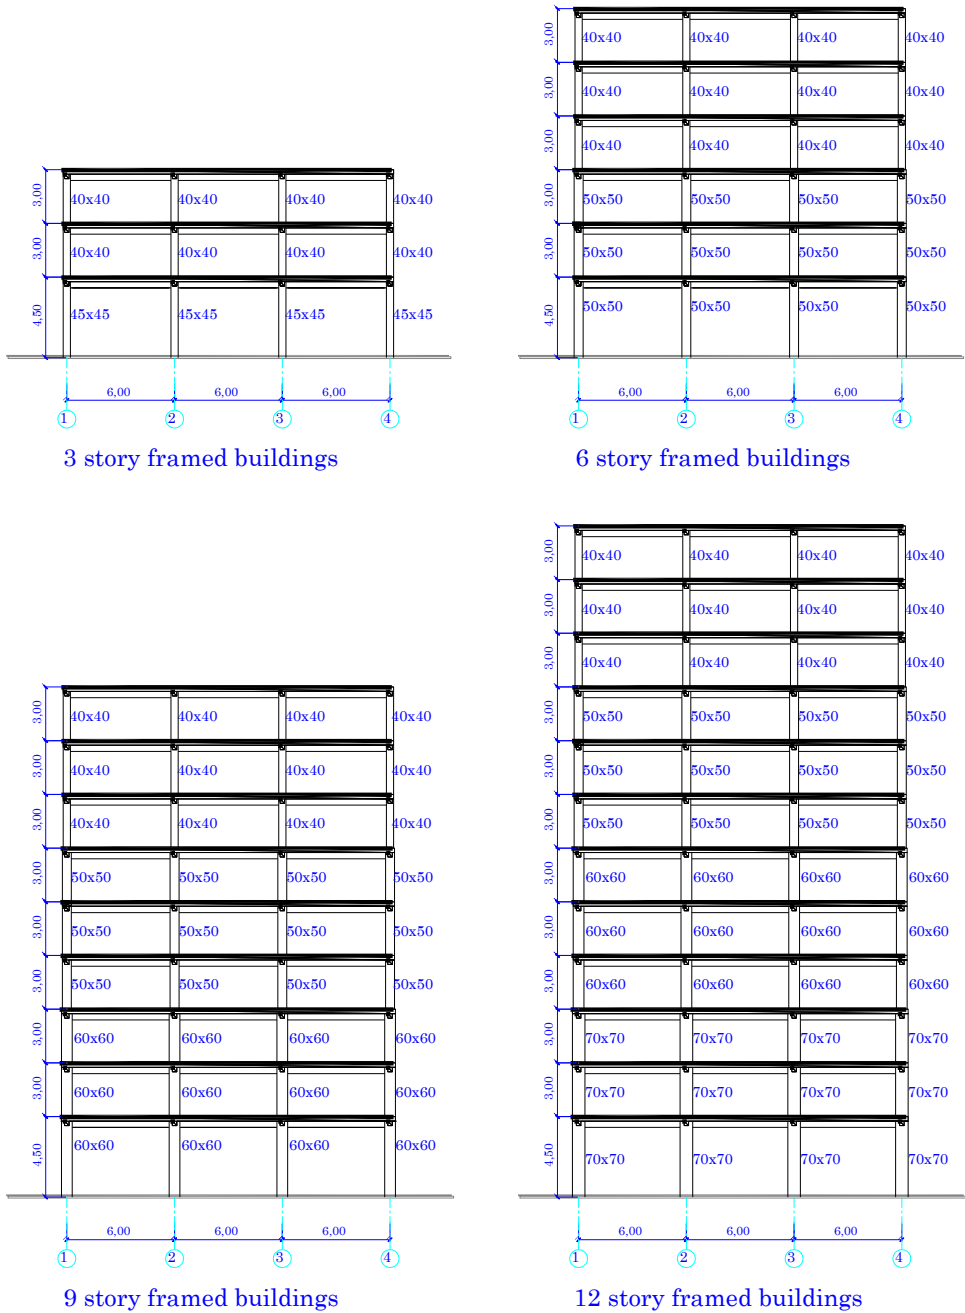 3,00 40x40 40x40 40x40 40x40
3,00 40x40 40x40 40x40 40x40
4,50 45x45 45x45 45x45 45x45
6,00 6,00 6,00
1 2 3 4
3 story framed buildings
3,00 40x40 40x40 40x40 40x40
3,00 40x40 40x40 40x40 40x40
3,00 40x40 40x40 40x40 40x40
3,00 50x50 50x50 50x50 50x50
3,00 50x50 50x50 50x50 50x50
4,50 50x50 50x50 50x50 50x50
6,00 6,00 6,00
1 2 3 4
6 story framed buildings
3,00 40x40 40x40 40x40 40x40
3,00 40x40 40x40 40x40 40x40
3,00 40x40 40x40 40x40 40x40
3,00 50x50 50x50 50x50 50x50
3,00 50x50 50x50 50x50 50x50
3,00 50x50 50x50 50x50 50x50
3,00 60x60 60x60 60x60 60x60
3,00 60x60 60x60 60x60 60x60
4,50 60x60 60x60 60x60 60x60
6,00 6,00 6,00
1 2 3 4
9 story framed buildings
3,00 40x40 40x40 40x40 40x40
3,00 40x40 40x40 40x40 40x40
3,00 40x40 40x40 40x40 40x40
3,00 50x50 50x50 50x50 50x50
3,00 50x50 50x50 50x50 50x50
3,00 50x50 50x50 50x50 50x50
3,00 60x60 60x60 60x60 60x60
3,00 60x60 60x60 60x60 60x60
3,00 60x60 60x60 60x60 60x60
3,00 70x70 70x70 70x70 70x70
3,00 70x70 70x70 70x70 70x70
4,50 70x70 70x70 70x70 70x70
6,00 6,00 6,00
1 2 3 4
12 story framed buildings